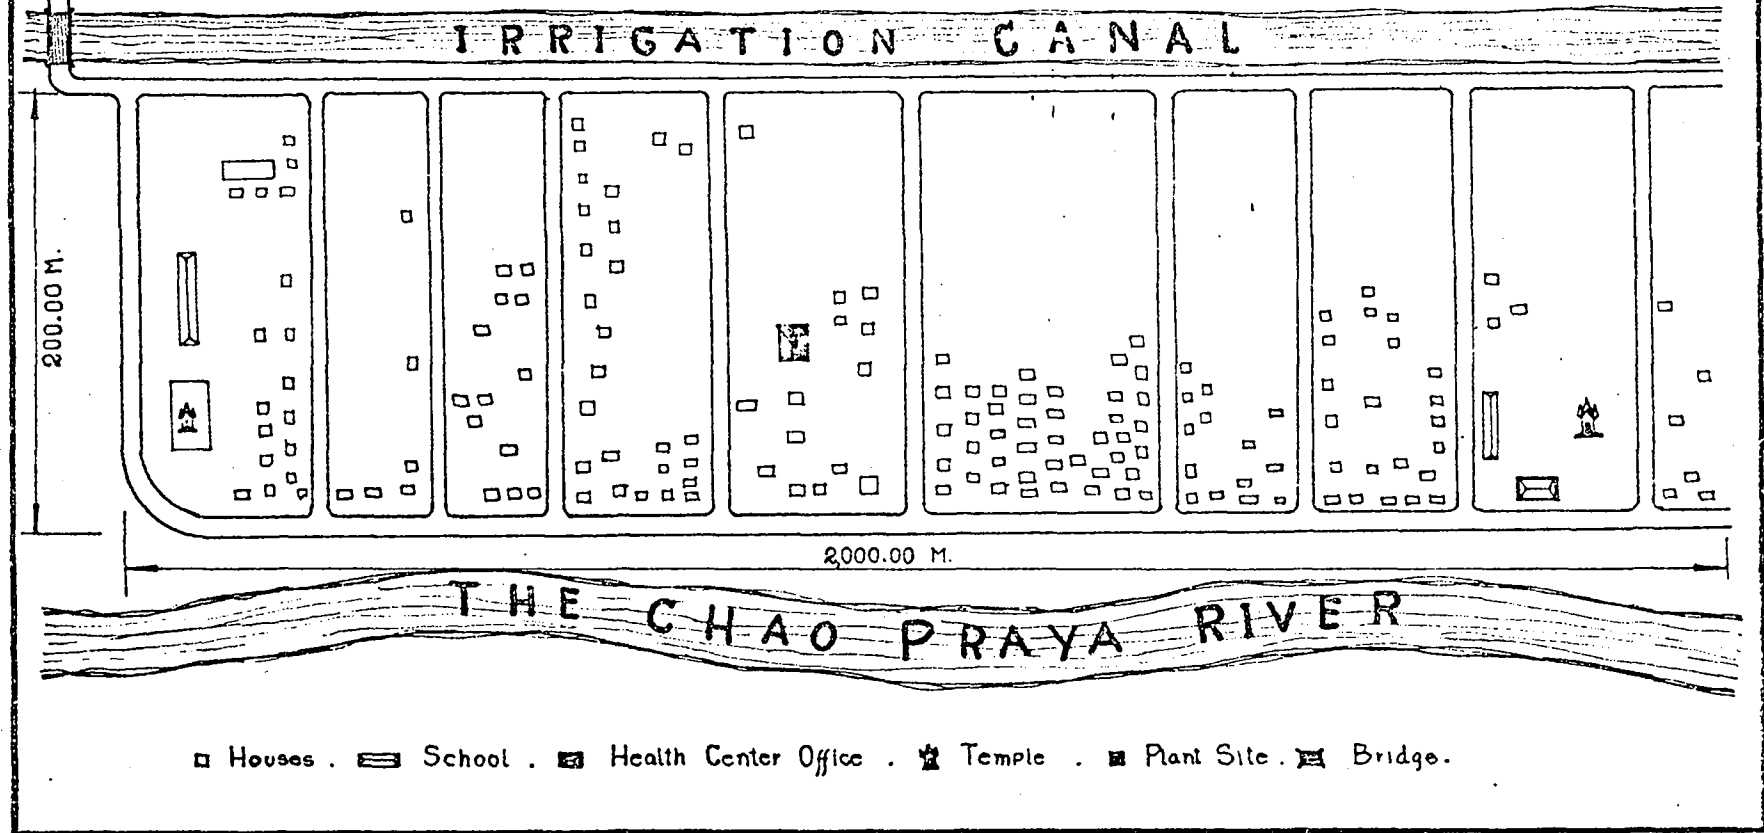 IRRIGATION CANAL
200.00 M.
2,000.00 M.
THE CHAO PRAYA RIVER
Houses . School . Health Center Office . Temple . Plant Site . Bridge.